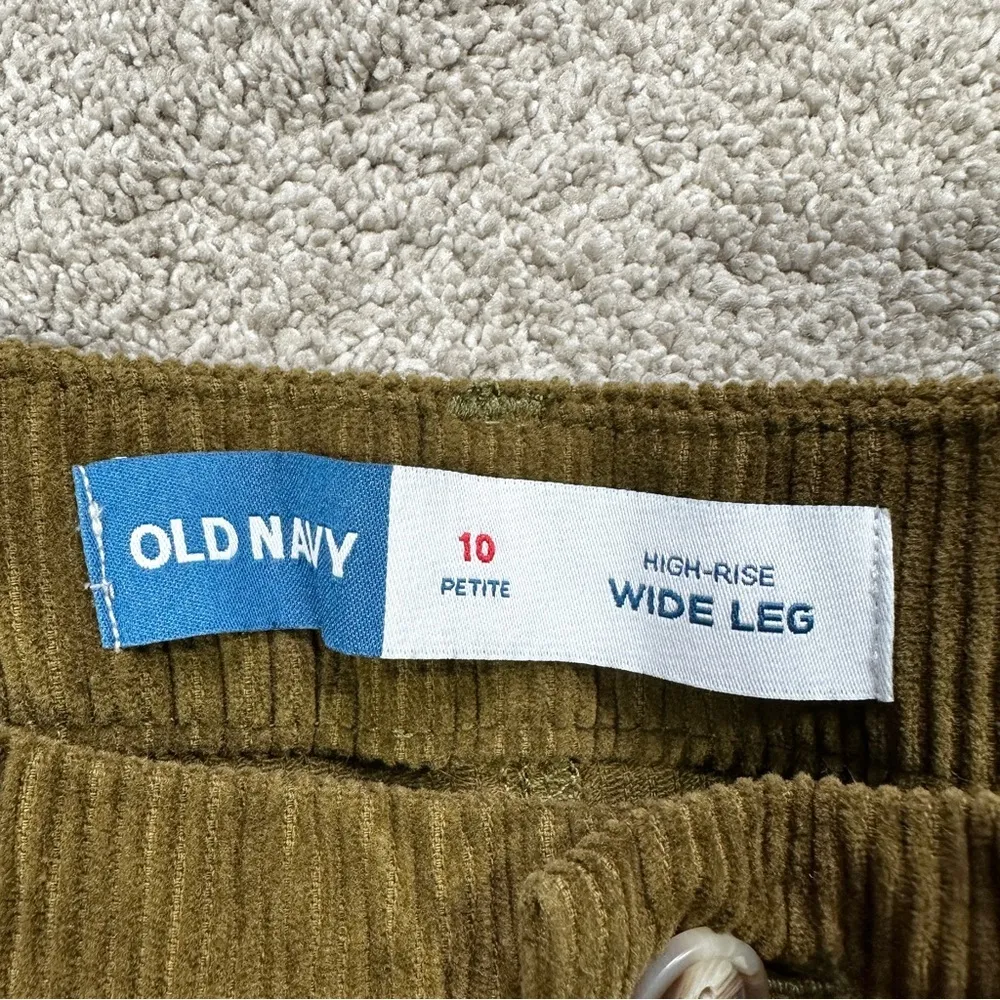 OLD NAVY
10
PETITE
HIGH-RISE
WIDE LEG